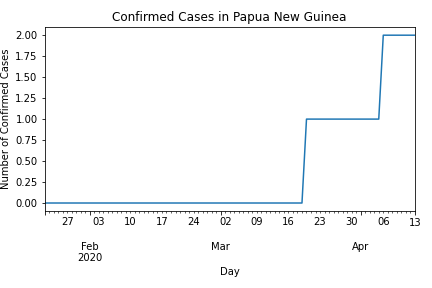 Confirmed Cases in Papua New Guinea
Number of Confirmed Cases
2.00
1.75
1.50
1.25
1.00
0.75
0.50
0.25
0.00
27 03 10 17 24 02 09 16 23 30 06 13
Feb Mar Apr
2020
Day